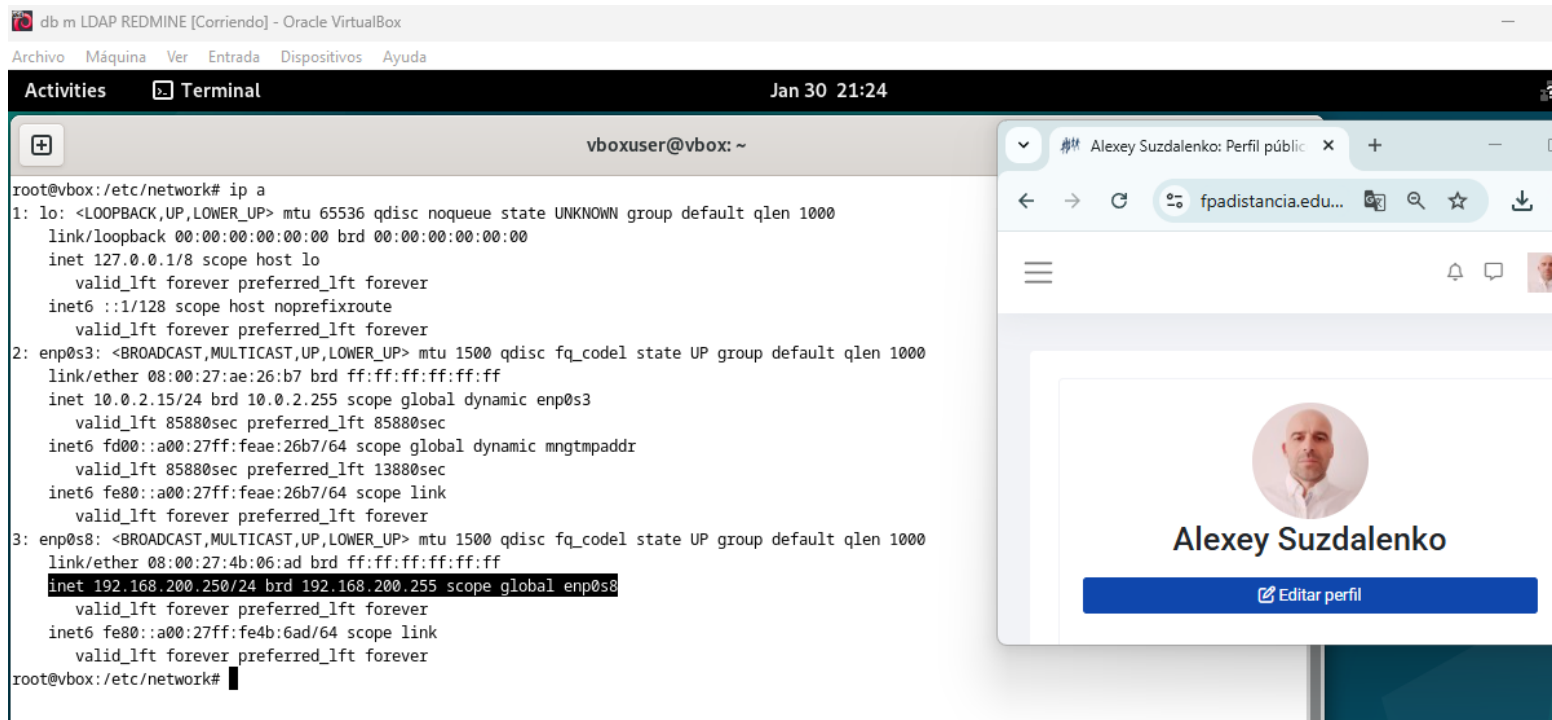 db m LDAP REDMINE [Corriendo] - Oracle VirtualBox
Archivo Máquina Ver Entrada Dispositivos Ayuda
Activities Terminal Jan 30 21:24
vboxuser@vbox: ~
root@vbox:/etc/network# ip a
1: lo: <LOOPBACK,UP,LOWER_UP> mtu 65536 qdisc noqueue state UNKNOWN group default qlen 1000
link/loopback 00:00:00:00:00:00 brd 00:00:00:00:00:00
inet 127.0.0.1/8 scope host lo
valid_lft forever preferred_lft forever
inet6 ::1/128 scope host noprefixroute
valid_lft forever preferred_lft forever
2: enp0s3: <BROADCAST,MULTICAST,UP,LOWER_UP> mtu 1500 qdisc fq_codel state UP group default qlen 1000
link/ether 08:00:27:ae:26:b7 brd ff:ff:ff:ff:ff:ff
inet 10.0.2.15/24 brd 10.0.2.255 scope global dynamic enp0s3
valid_lft 85880sec preferred_lft 85880sec
inet6 fd00::a00:27ff:feae:26b7/64 scope global dynamic mngtmpaddr
valid_lft 85880sec preferred_lft 13880sec
inet6 fe80::a00:27ff:feae:26b7/64 scope link
valid_lft forever preferred_lft forever
3: enp0s8: <BROADCAST,MULTICAST,UP,LOWER_UP> mtu 1500 qdisc fq_codel state UP group default qlen 1000
link/ether 08:00:27:4b:06:ad brd ff:ff:ff:ff:ff:ff
inet 192.168.200.250/24 brd 192.168.200.255 scope global enp0s8
valid_lft forever preferred_lft forever
inet6 fe80::a00:27ff:fe4b:6ad/64 scope link
valid_lft forever preferred_lft forever
root@vbox:/etc/network#
Alexey Suzdalenko: Perfil públic
fpadistancia.edu...
Alexey Suzdalenko
Editar perfil